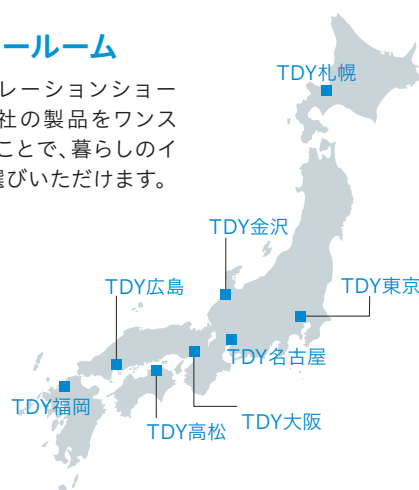 ールーム
レーションショー
社の製品をワンス
ことで、暮らしのイ
選びいただけます。
TDY札幌
TDY金沢
TDY広島
TDY東京
TDY名古屋
TDY福岡
TDY大阪
TDY高松